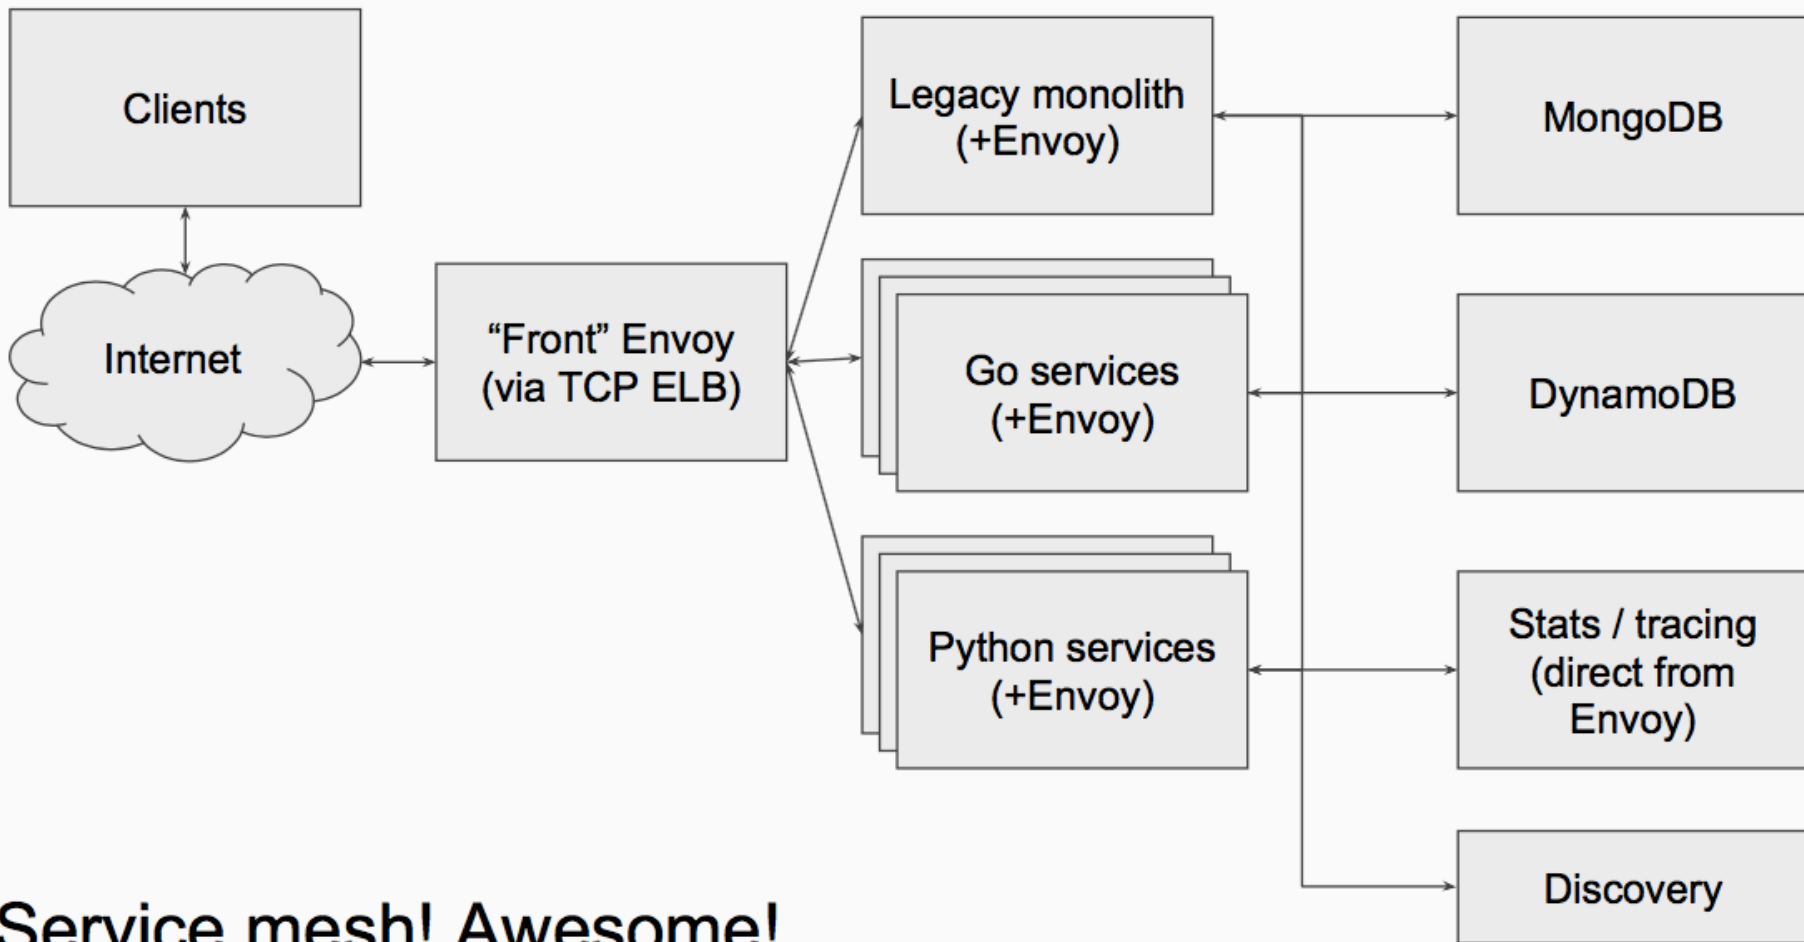 Clients
Internet
“Front” Envoy
(via TCP ELB)
Legacy monolith
(+Envoy)
Go services
(+Envoy)
Python services
(+Envoy)
MongoDB
DynamoDB
Stats / tracing
(direct from
Envoy)
Discovery
Service mesh! Awesome!